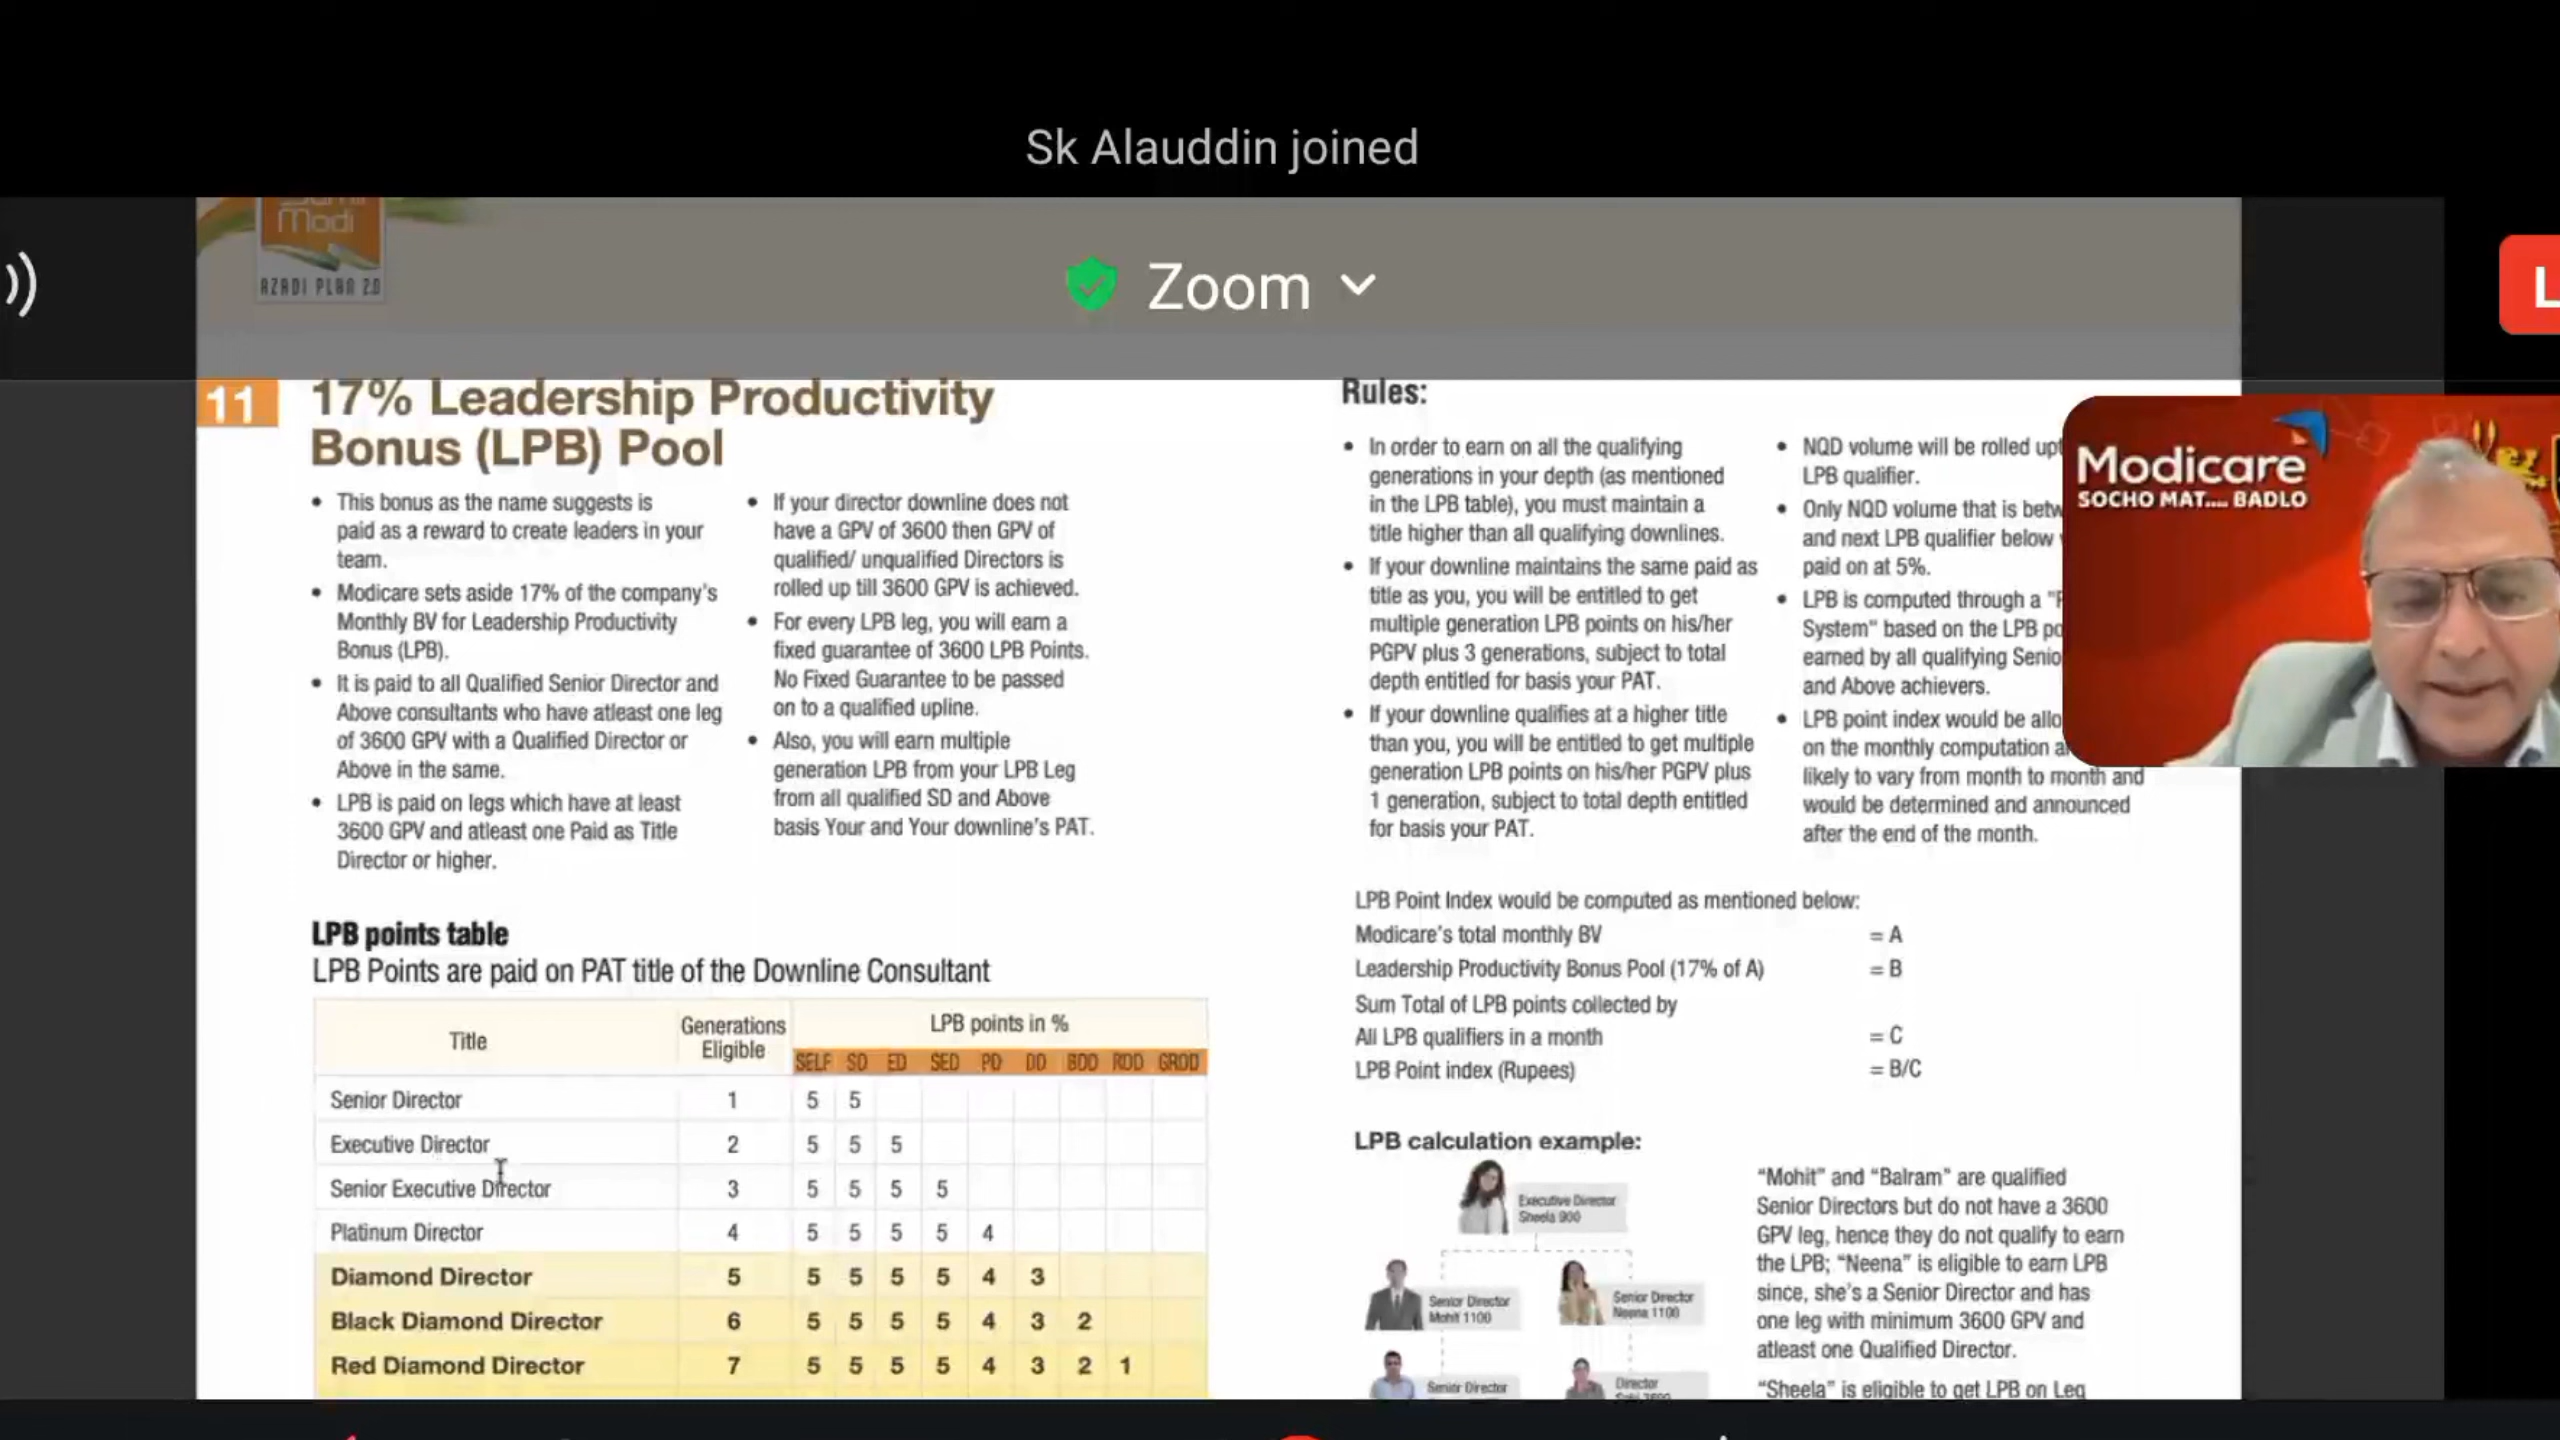 Sk Alauddin joined
Modi
AZADI PLAN 2.0
Zoom
L
11
17% Leadership Productivity
Bonus (LPB) Pool
• This bonus as the name suggests is
paid as a reward to create leaders in your
team.
• Modicare sets aside 17% of the company's
Monthly BV for Leadership Productivity
Bonus (LPB).
• It is paid to all Qualified Senior Director and
Above consultants who have atleast one leg
of 3600 GPV with a Qualified Director or
Above in the same.
• LPB is paid on legs which have at least
3600 GPV and atleast one Paid as Title
Director or higher.
• If your director downline does not
have a GPV of 3600 then GPV of
qualified/ unqualified Directors is
rolled up till 3600 GPV is achieved.
• For every LPB leg, you will earn a
fixed guarantee of 3600 LPB Points.
No Fixed Guarantee to be passed
on to a qualified upline.
• Also, you will earn multiple
generation LPB from your LPB Leg
from all qualified SD and Above
basis Your and Your downline's PAT.
LPB points table
LPB Points are paid on PAT title of the Downline Consultant
Title Generations Eligible LPB points in %
SELF SD ED SED PD DD BDD RDD GRDD
Senior Director 1 5 5
Executive Director 2 5 5 5
Senior Executive Director 3 5 5 5 5
Platinum Director 4 5 5 5 5 4
Diamond Director 5 5 5 5 5 4 3
Black Diamond Director 6 5 5 5 5 4 3 2
Red Diamond Director 7 5 5 5 5 4 3 2 1
Rules:
• In order to earn on all the qualifying
generations in your depth (as mentioned
in the LPB table), you must maintain a
title higher than all qualifying downlines.
• If your downline maintains the same paid as
title as you, you will be entitled to get
multiple generation LPB points on his/her
PGPV plus 3 generations, subject to total
depth entitled for basis your PAT.
• If your downline qualifies at a higher title
than you, you will be entitled to get multiple
generation LPB points on his/her PGPV plus
1 generation, subject to total depth entitled
for basis your PAT.
• NQD volume will be rolled upt
LPB qualifier.
• Only NQD volume that is betw
and next LPB qualifier below
paid on at 5%.
• LPB is computed through a "
System" based on the LPB po
earned by all qualifying Senio
and Above achievers.
• LPB point index would be allo
on the monthly computation a
likely to vary from month to month and
would be determined and announced
after the end of the month.
Modicare
SOCHO MAT.... BADLO
LPB Point Index would be computed as mentioned below:
Modicare's total monthly BV = A
Leadership Productivity Bonus Pool (17% of A) = B
Sum Total of LPB points collected by
All LPB qualifiers in a month = C
LPB Point index (Rupees) = B/C
LPB calculation example:
Executive Director
Sheela 900
Senior Director
Mohit 1100
Senior Director
Neena 1100
Senior Director
Director
"Mohit" and "Balram" are qualified
Senior Directors but do not have a 3600
GPV leg, hence they do not qualify to earn
the LPB; "Neena" is eligible to earn LPB
since, she's a Senior Director and has
one leg with minimum 3600 GPV and
atleast one Qualified Director.
"Sheela" is eligible to get LPB on Leg